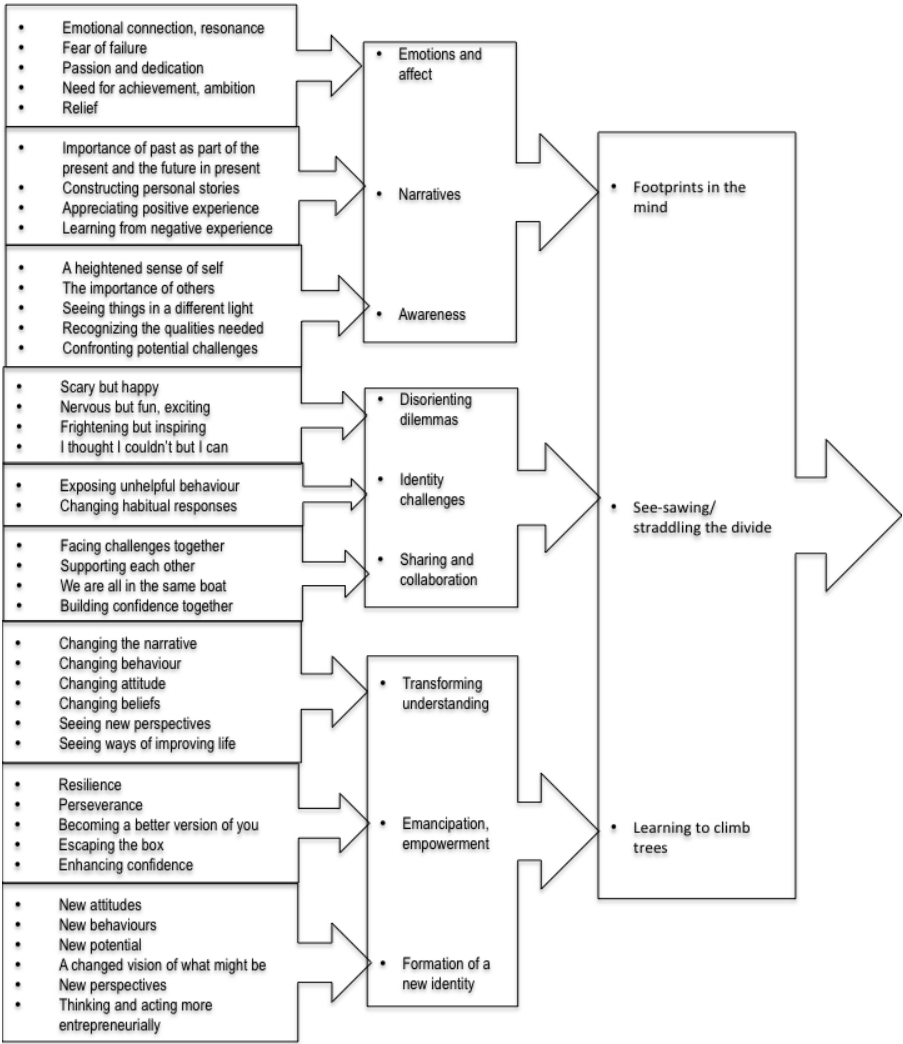 • Emotional connection, resonance
• Fear of failure
• Passion and dedication
• Need for achievement, ambition
• Relief
• Importance of past as part of the
present and the future in present
• Constructing personal stories
• Appreciating positive experience
• Learning from negative experience
• A heightened sense of self
• The importance of others
• Seeing things in a different light
• Recognizing the qualities needed
• Confronting potential challenges
• Scary but happy
• Nervous but fun, exciting
• Frightening but inspiring
• I thought I couldn't but I can
• Exposing unhelpful behaviour
• Changing habitual responses
• Facing challenges together
• Supporting each other
• We are all in the same boat
• Building confidence together
• Changing the narrative
• Changing behaviour
• Changing attitude
• Changing beliefs
• Seeing new perspectives
• Seeing ways of improving life
• Resilience
• Perseverance
• Becoming a better version of you
• Escaping the box
• Enhancing confidence
• New attitudes
• New behaviours
• New potential
• A changed vision of what might be
• New perspectives
• Thinking and acting more
entrepreneurially
• Emotions and
affect
• Narratives
• Awareness
• Disorienting
dilemmas
• Identity
challenges
• Sharing and
collaboration
• Transforming
understanding
• Emancipation,
empowerment
• Formation of a
new identity
• Footprints in the
mind
• See-sawing/
straddling the divide
• Learning to climb
trees